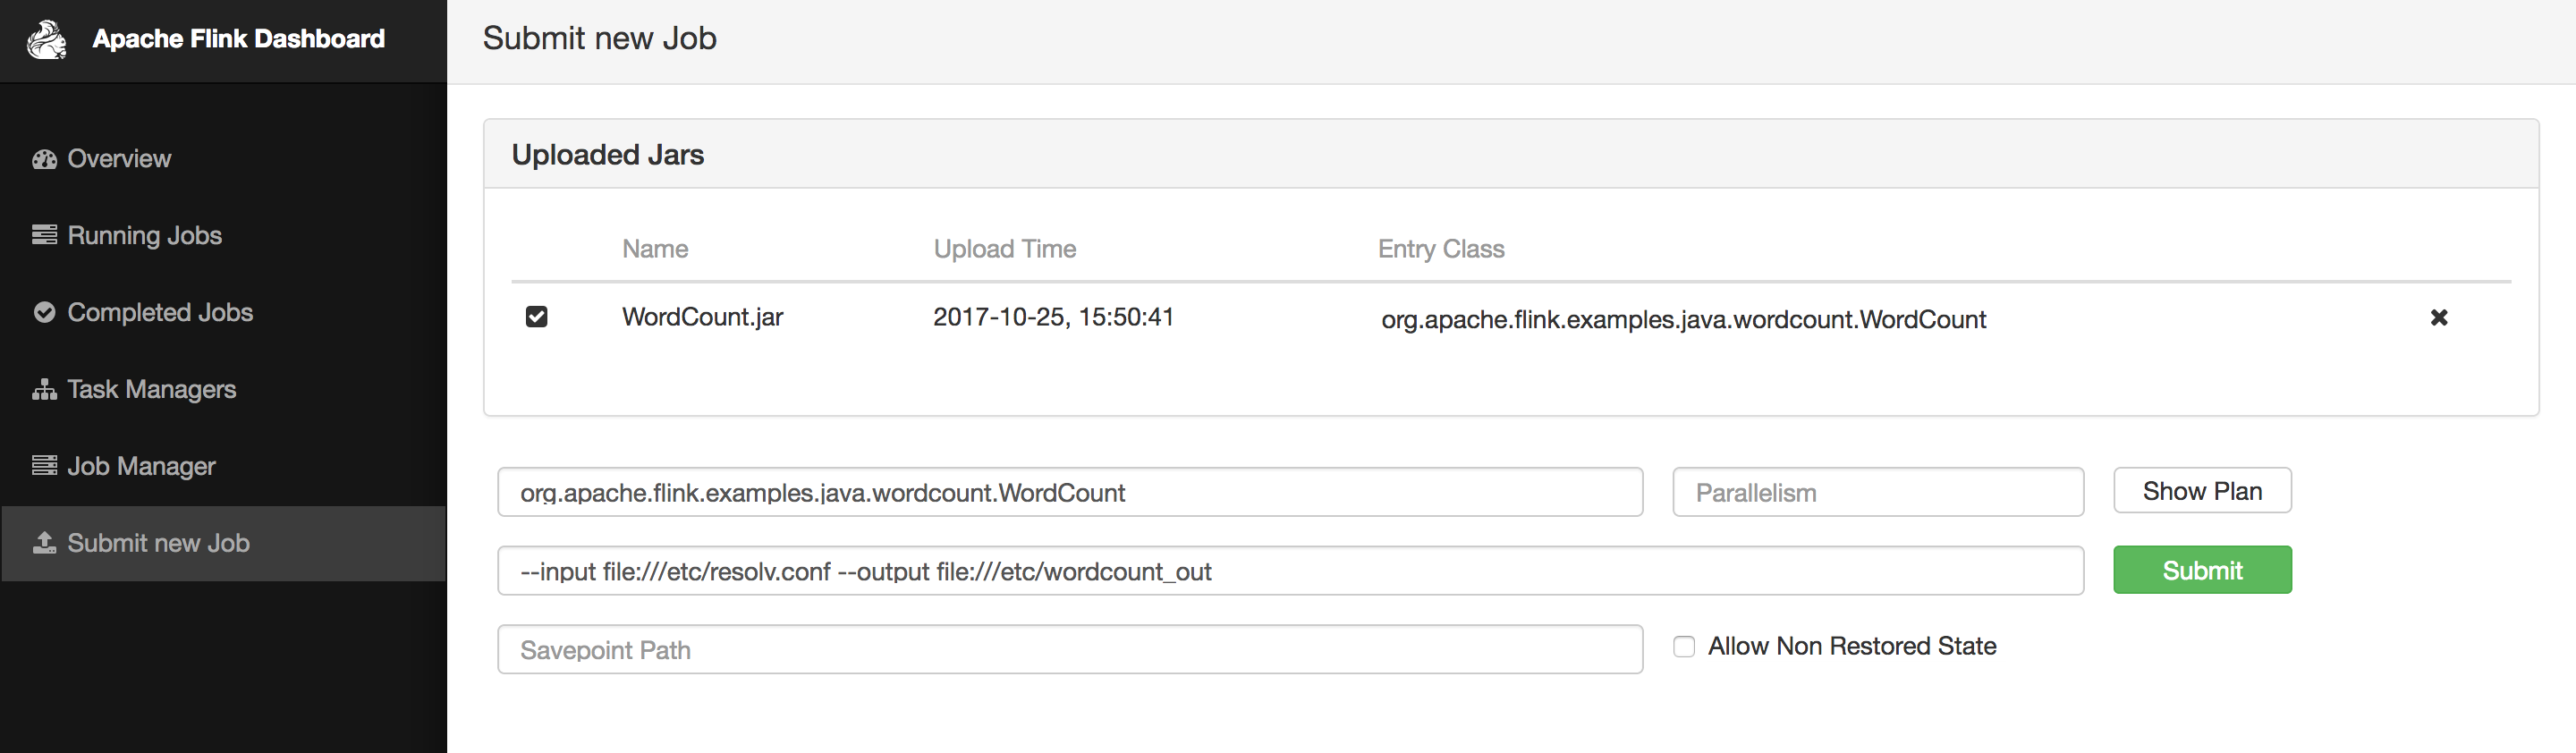 Apache Flink Dashboard
Overview
Running Jobs
Completed Jobs
Task Managers
Job Manager
Submit new Job
Submit new Job
Uploaded Jars
Name Upload Time Entry Class
WordCount.jar 2017-10-25, 15:50:41 org.apache.flink.examples.java.wordcount.WordCount
org.apache.flink.examples.java.wordcount.WordCount Parallelism Show Plan
--input file:///etc/resolv.conf --output file:///etc/wordcount_out Submit
Savepoint Path Allow Non Restored State